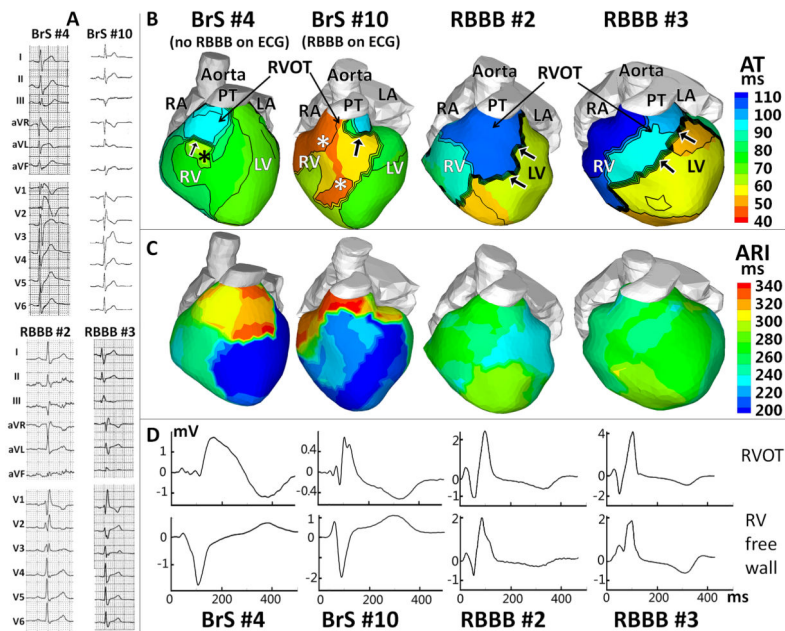 A
BrS #4 BrS #10
I
II
III
aVR
aVL
aVF
V1
V2
V3
V4
V5
V6
RBBB #2 RBBB #3
I
II
III
aVR
aVL
aVF
V1
V2
V3
V4
V5
V6
B BrS #4 BrS #10 RBBB #2 RBBB #3
(no RBBB on ECG) (RBBB on ECG)
Aorta RVOT Aorta Aorta RVOT Aorta
RA PT LA RA PT LA RA PT LA RA PT LA
* * *
RV LV RV LV RV LV RV LV
AT
ms
110
100
90
80
70
60
50
40
C
ARI
ms
340
320
300
280
260
240
220
200
D mV
1 0 -1
0.4 0 -0.4
2 1 0 -1
4 2 0 -2
RVOT
0 -1
0 -2
2 1 0 -1
2 0 -1
RV
free
wall
0 200 400 0 200 400 0 200 400 0 200 400 ms
BrS #4 BrS #10 RBBB #2 RBBB #3